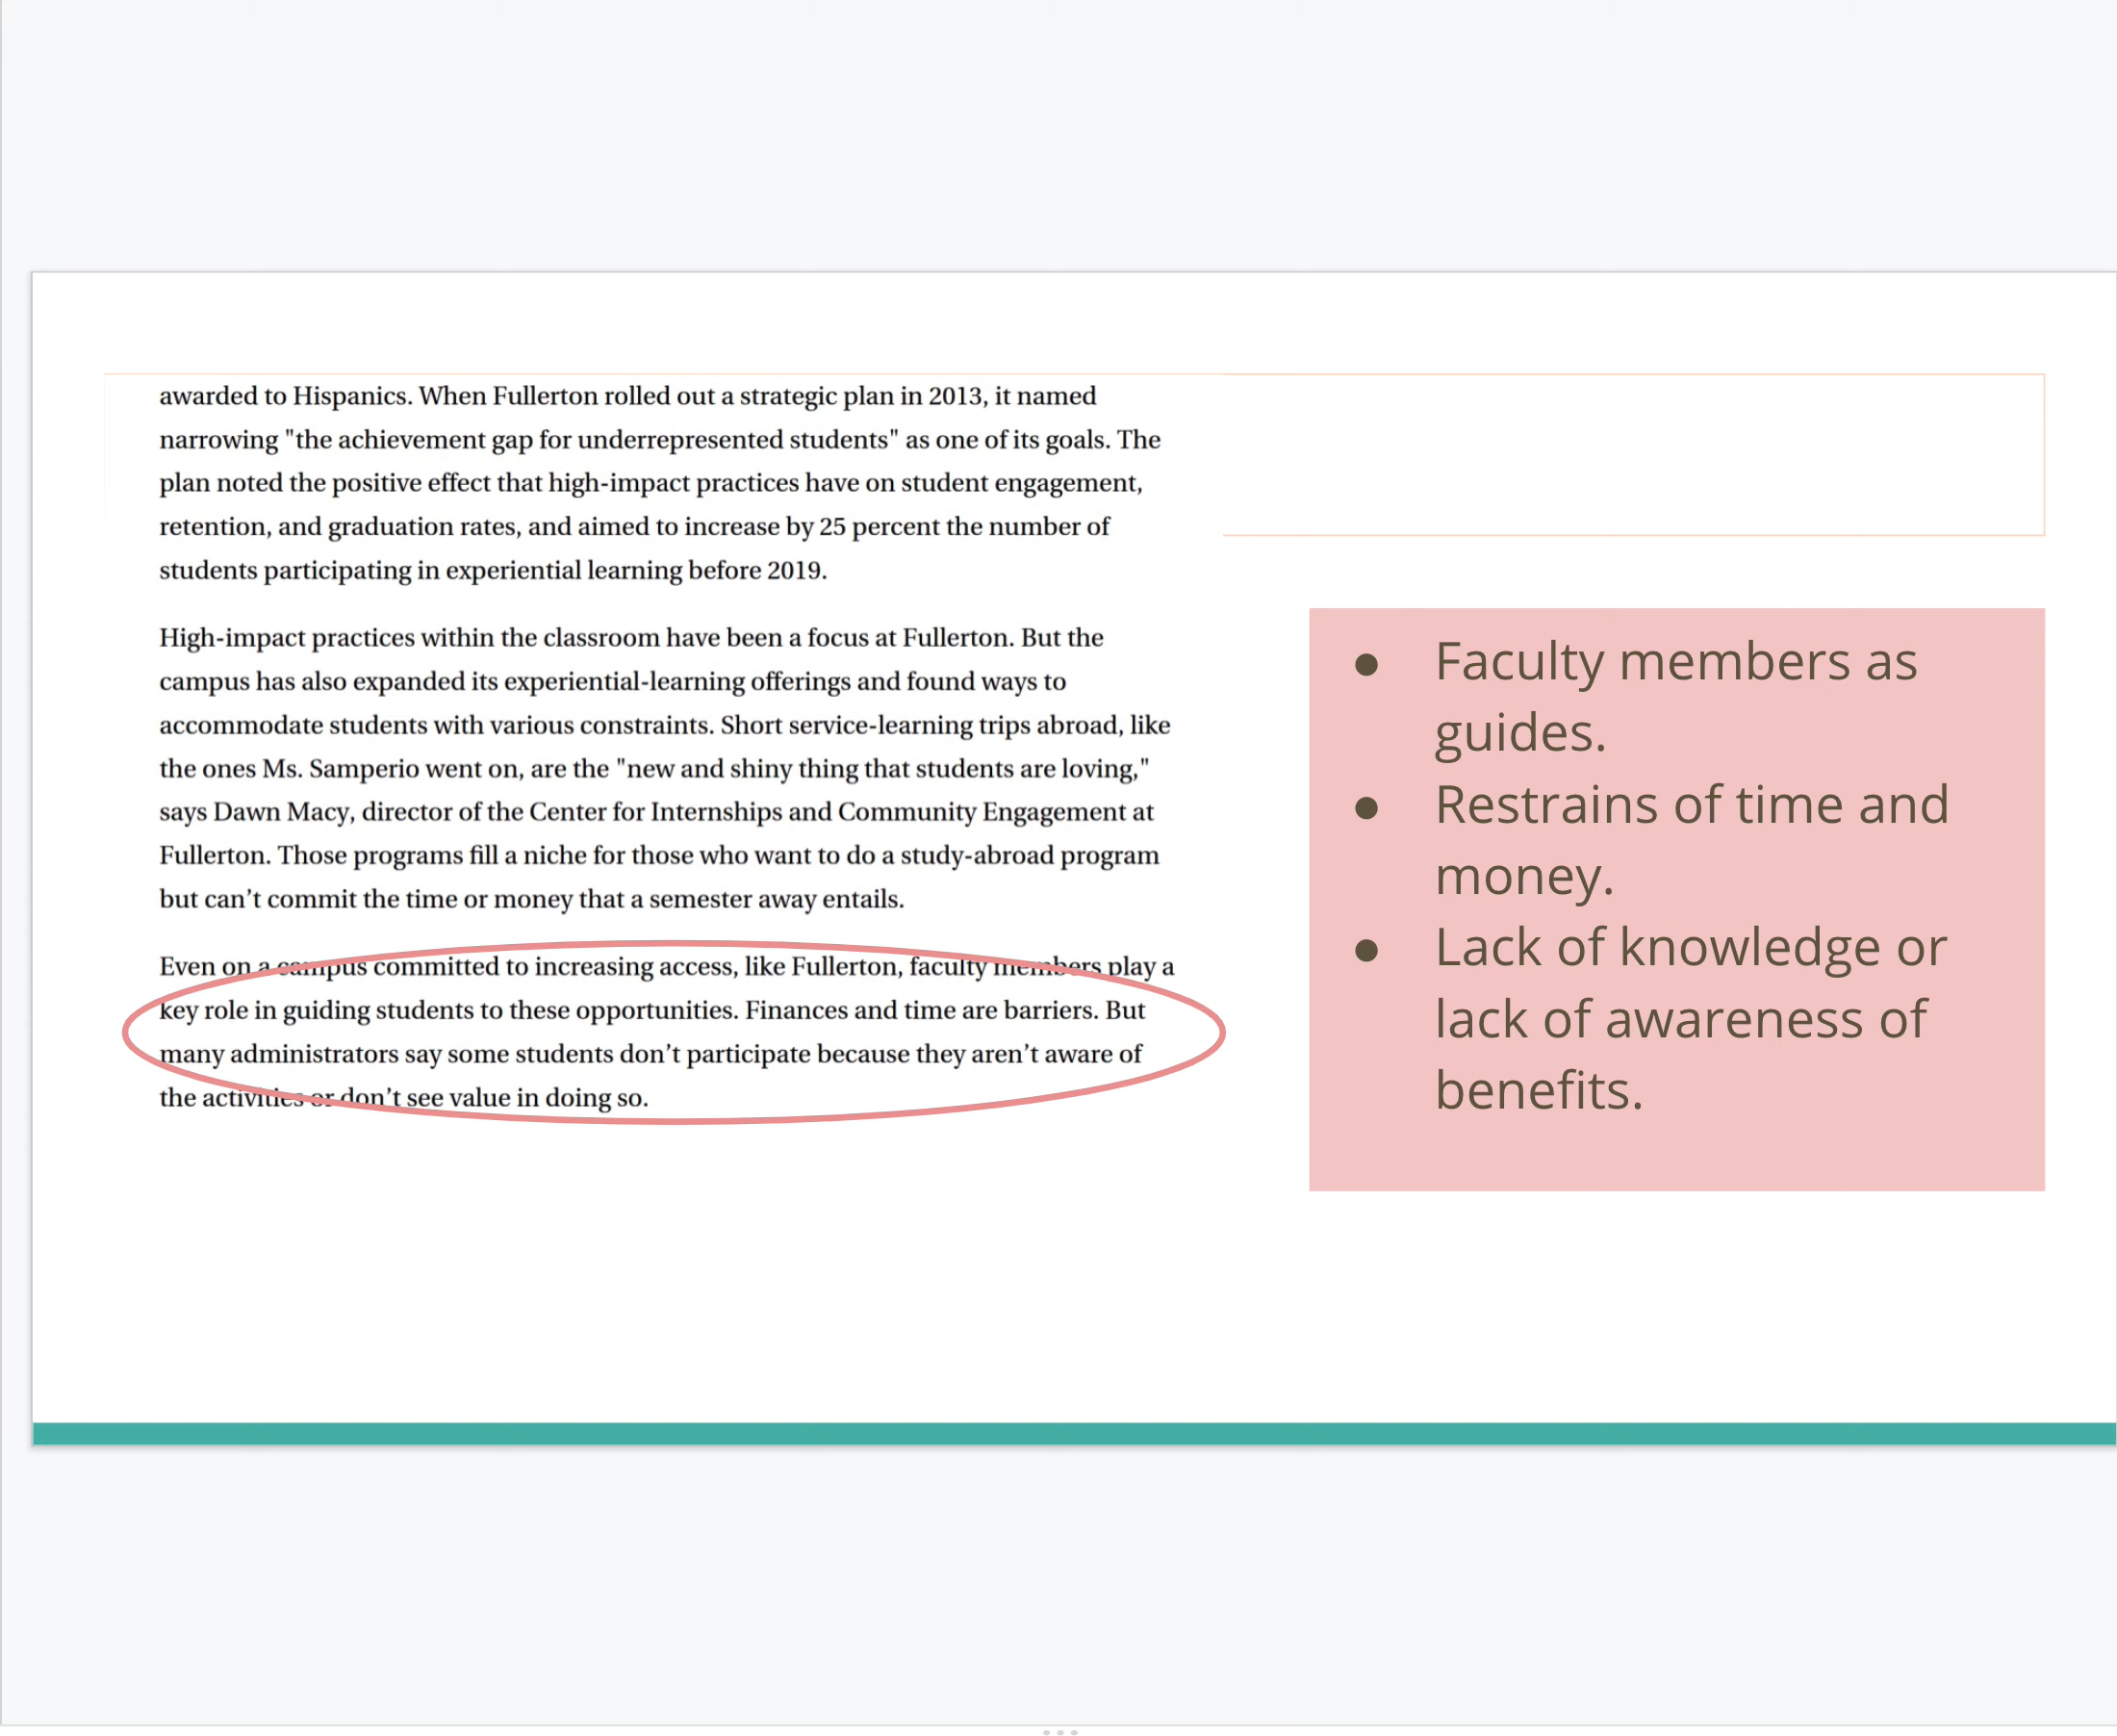 awarded to Hispanics. When Fullerton rolled out a strategic plan in 2013, it named
narrowing "the achievement gap for underrepresented students" as one of its goals. The
plan noted the positive effect that high-impact practices have on student engagement,
retention, and graduation rates, and aimed to increase by 25 percent the number of
students participating in experiential learning before 2019.
High-impact practices within the classroom have been a focus at Fullerton. But the
campus has also expanded its experiential-learning offerings and found ways to
accommodate students with various constraints. Short service-learning trips abroad, like
the ones Ms. Samperio went on, are the "new and shiny thing that students are loving,"
says Dawn Macy, director of the Center for Internships and Community Engagement at
Fullerton. Those programs fill a niche for those who want to do a study-abroad program
but can’t commit the time or money that a semester away entails.
Even on a campus committed to increasing access, like Fullerton, faculty members play a
key role in guiding students to these opportunities. Finances and time are barriers. But
many administrators say some students don’t participate because they aren’t aware of
the activities or don’t see value in doing so.
● Faculty members as
guides.
● Restrains of time and
money.
● Lack of knowledge or
lack of awareness of
benefits.